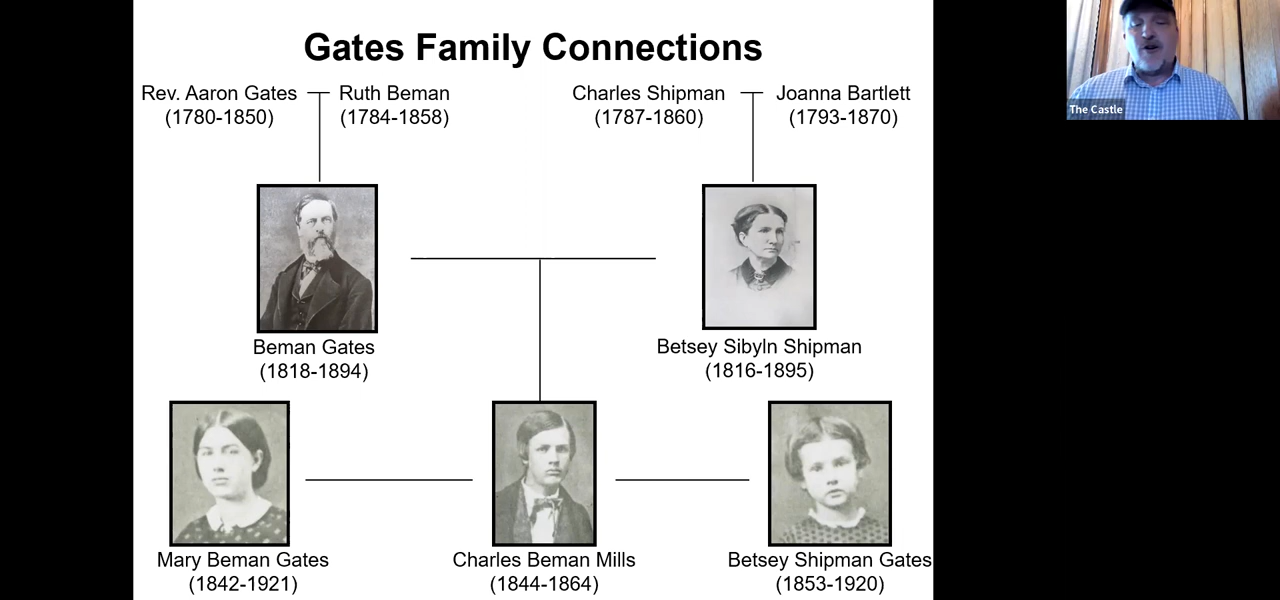 Gates Family Connections
Rev. Aaron Gates
(1780-1850)
Ruth Beman
(1784-1858)
Charles Shipman
(1787-1860)
Joanna Bartlett
(1793-1870)
The Castle
Beman Gates
(1818-1894)
Betsey Sibyln Shipman
(1816-1895)
Mary Beman Gates
(1842-1921)
Charles Beman Mills
(1844-1864)
Betsey Shipman Gates
(1853-1920)